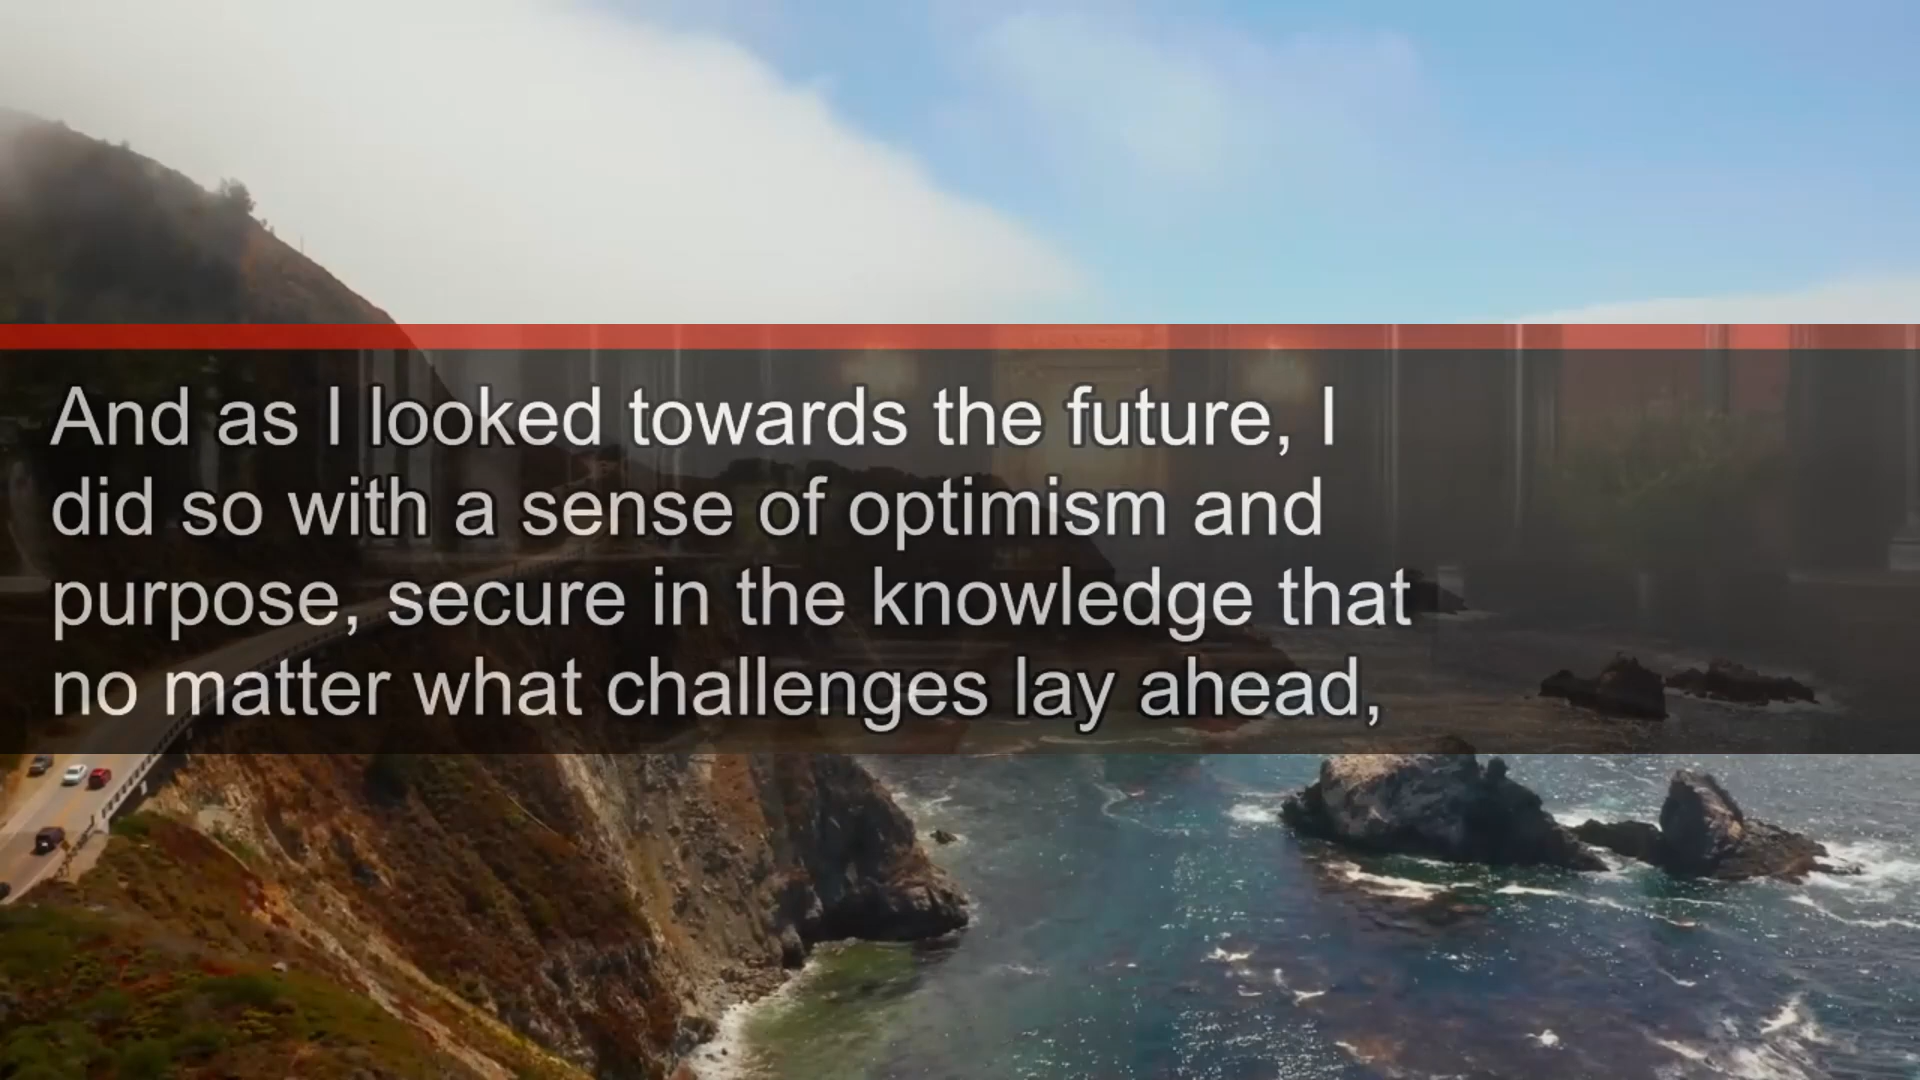 And as I looked towards the future, I
did so with a sense of optimism and
purpose, secure in the knowledge that
no matter what challenges lay ahead,